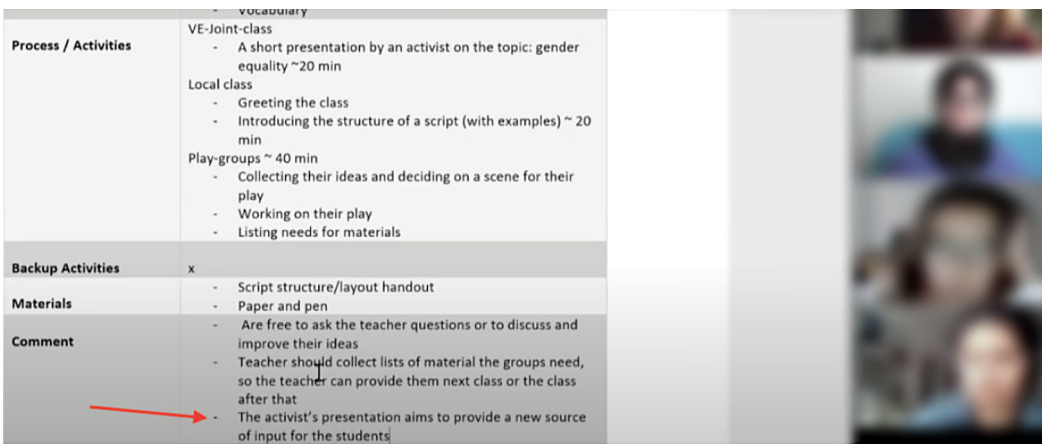 vocabulary
Process / Activities
VE-Joint-class
- A short presentation by an activist on the topic: gender
equality ~20 min
Local class
- Greeting the class
- Introducing the structure of a script (with examples) ~ 20
min
Play-groups ~ 40 min
- Collecting their ideas and deciding on a scene for their
play
- Working on their play
- Listing needs for materials
Backup Activities
x
Materials
- Script structure/layout handout
- Paper and pen
Comment
- Are free to ask the teacher questions or to discuss and
improve their ideas
- Teacher should collect lists of material the groups need,
so the teacher can provide them next class or the class
after that
- The activist's presentation aims to provide a new source
of input for the students